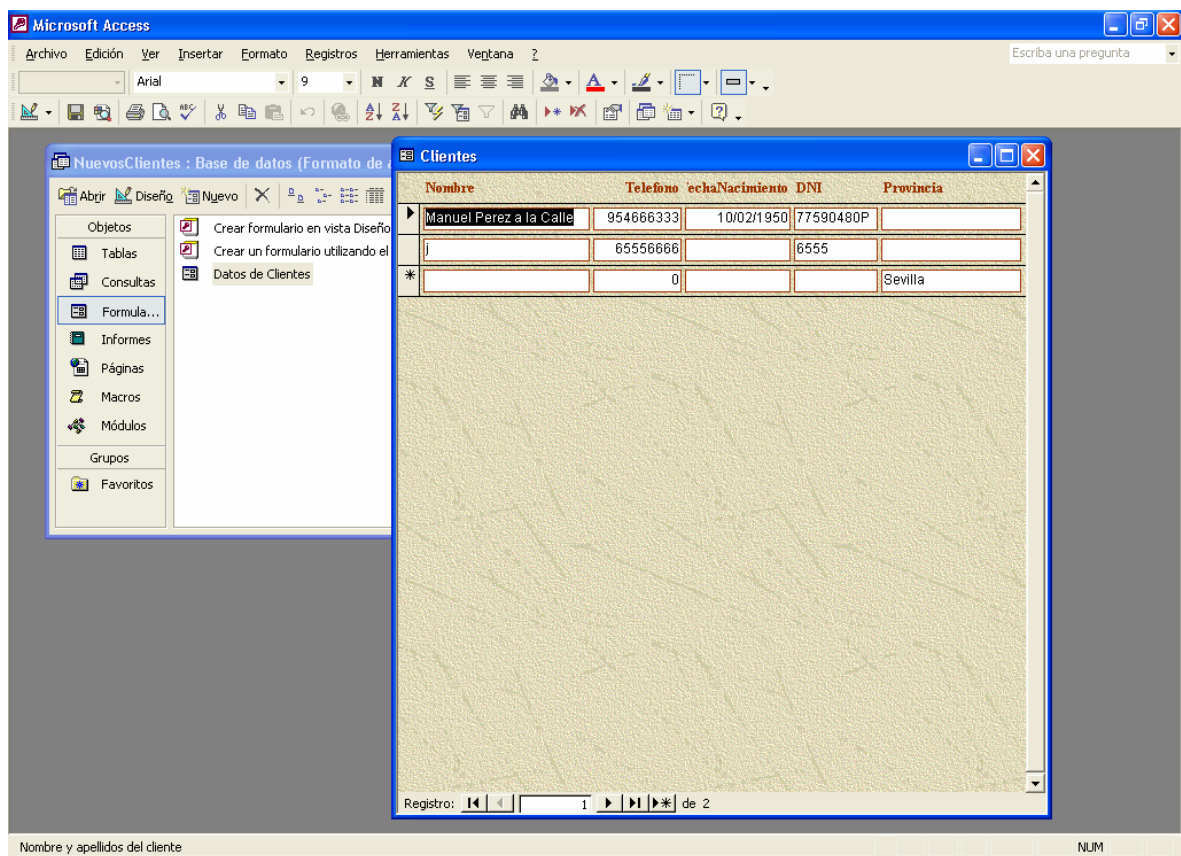 Microsoft Access
Archivo Edición Ver Insertar Formato Registros Herramientas Ventana ? Escriba una pregunta
Arial 9 N K S
NuevosCliente s : Base de datos (Formato de a
Abrir Diseño Nuevo
Objetos
Tablas
Consultas
Formula...
Informes
Páginas
Macros
Módulos
Grupos
Favoritos
Crear formulario en vista Diseño
Crear un formulario utilizando el
Datos de Clientes
Clientes
Nombre Telefono echaNacimiento DNI Provincia
Manuel Perez a la Calle 954666333 10/02/1950 77590480P
j 65556666 6555
0 Sevilla
Registro: 1 de 2
Nombre y apellidos del cliente NUM